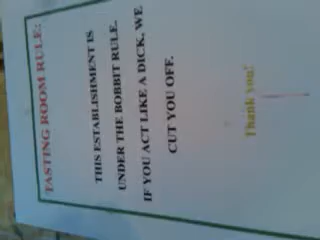 TASTING ROOM RULE:
THIS ESTABLISHMENT IS
UNDER THE BOBBIT RULE.
IF YOU ACT LIKE A DICK, WE
CUT YOU OFF.
Thank you!